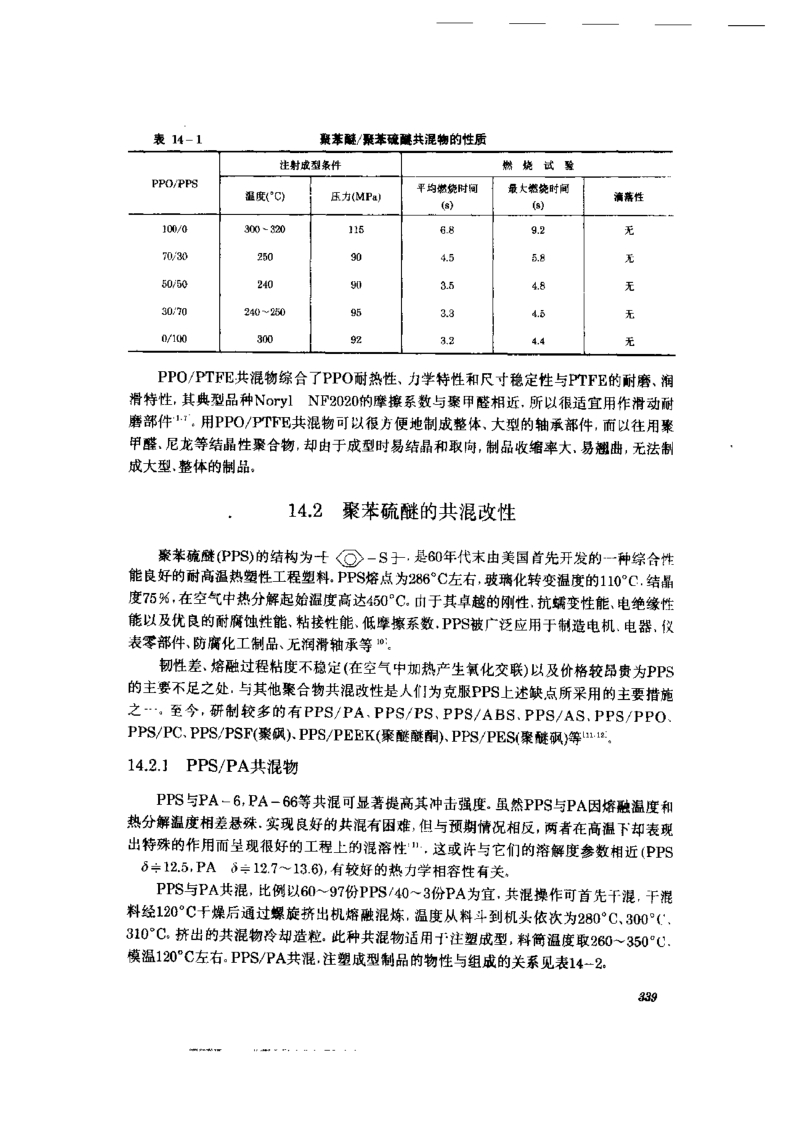 表 14-1 聚苯醚/聚苯硫醚共混物的性质
PPO/PPS 注射成型条件 燃烧试验
温度(°C) 压力(MPa) 平均燃烧时间(s) 最大燃烧时间(s) 滴落性
100/0 300~320 115 6.8 9.2 无
70/30 250 90 4.5 5.8 无
50/50 240 90 3.5 4.8 无
30/70 240~250 95 3.3 4.5 无
0/100 300 92 3.2 4.4 无
PPO/PTFE共混物综合了PPO耐热性、力学特性和尺寸稳定性与PTFE的耐磨、润
滑特性,其典型品种Noryl NF2020的摩擦系数与聚甲醛相近.所以很适宜用作滑动耐
磨部件。用PPO/PTFE共混物可以很方便地制成整体、大型的轴承部件,而以往用聚
甲醛、尼龙等结晶性聚合物,却由于成型时易结晶和取向,制品收缩率大、易翘曲,无法制
成大型、整体的制品。
14.2 聚苯硫醚的共混改性
聚苯硫醚(PPS)的结构为 –S ,是60年代末由美国首先开发的一种综合性
能良好的耐高温热塑性工程塑料。PPS熔点为286°C左右,玻璃化转变温度的110°C.结晶
度75%,在空气中热分解起始温度高达450°C。由于其卓越的刚性、抗蠕变性能、电绝缘性
能以及优良的耐腐蚀性能、粘接性能、低摩擦系数,PPS被广泛应用于制造电机、电器、仪
表零部件、防腐化工制品、无润滑轴承等[10]。
韧性差、熔融过程粘度不稳定(在空气中加热产生氧化交联)以及价格较昂贵为PPS
的主要不足之处.与其他聚合物共混改性是人们为克服PPS上述缺点所采用的主要措施
之一。至今,研制较多的有PPS/PA、PPS/PS、PPS/ABS、PPS/AS、PPS/PPO、
PPS/PC、PPS/PSF(聚砜)、PPS/PEEK(聚醚醚酮)、PPS/PES(聚醚砜)等[11.12]。
14.2.1 PPS/PA共混物
PPS与PA-6,PA-66等共混可显著提高其冲击强度。虽然PPS与PA因熔融温度和
热分解温度相差悬殊.实现良好的共混有困难,但与预期情况相反,两者在高温下却表现
出特殊的作用而呈现很好的工程上的混溶性.这或许与它们的溶解度参数相近(PPS
δ≑12.5,PA δ≑12.7~13.6),有较好的热力学相容性有关。
PPS与PA共混,比例以60~97份PPS/40~3份PA为宜.共混操作可首先干混,干混
料经120°C干燥后通过螺旋挤出机熔融混炼,温度从料斗到机头依次为280°C、300°C、
310°C。挤出的共混物冷却造粒。此种共混物适用于注塑成型,料筒温度取260~350°C.
模温120°C左右。PPS/PA共混.注塑成型制品的物性与组成的关系见表14-2。
339